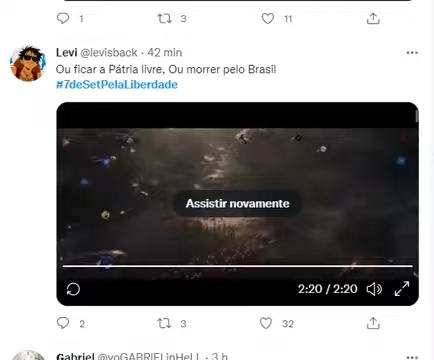 1 3 11
Levi @levisback · 42 min
Ou ficar a Pátria livre, Ou morrer pelo Brasil
#7deSetPelaLiberdade
Assistir novamente
2:20 / 2:20
2 3 32
Gabriel @voGABRIELinHeLL · 3 h